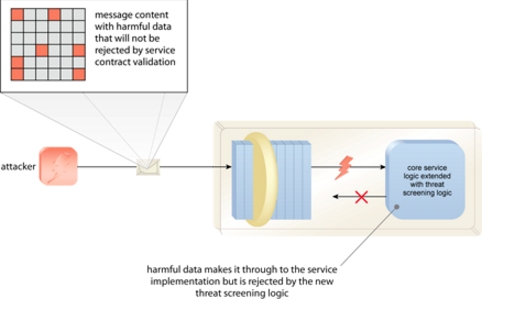 message content
with harmful data
that will not be
rejected by service
contract validation
attacker
core service
logic extended
with threat
screening logic
harmful data makes it through to the service
implementation but is rejected by the new
threat screening logic